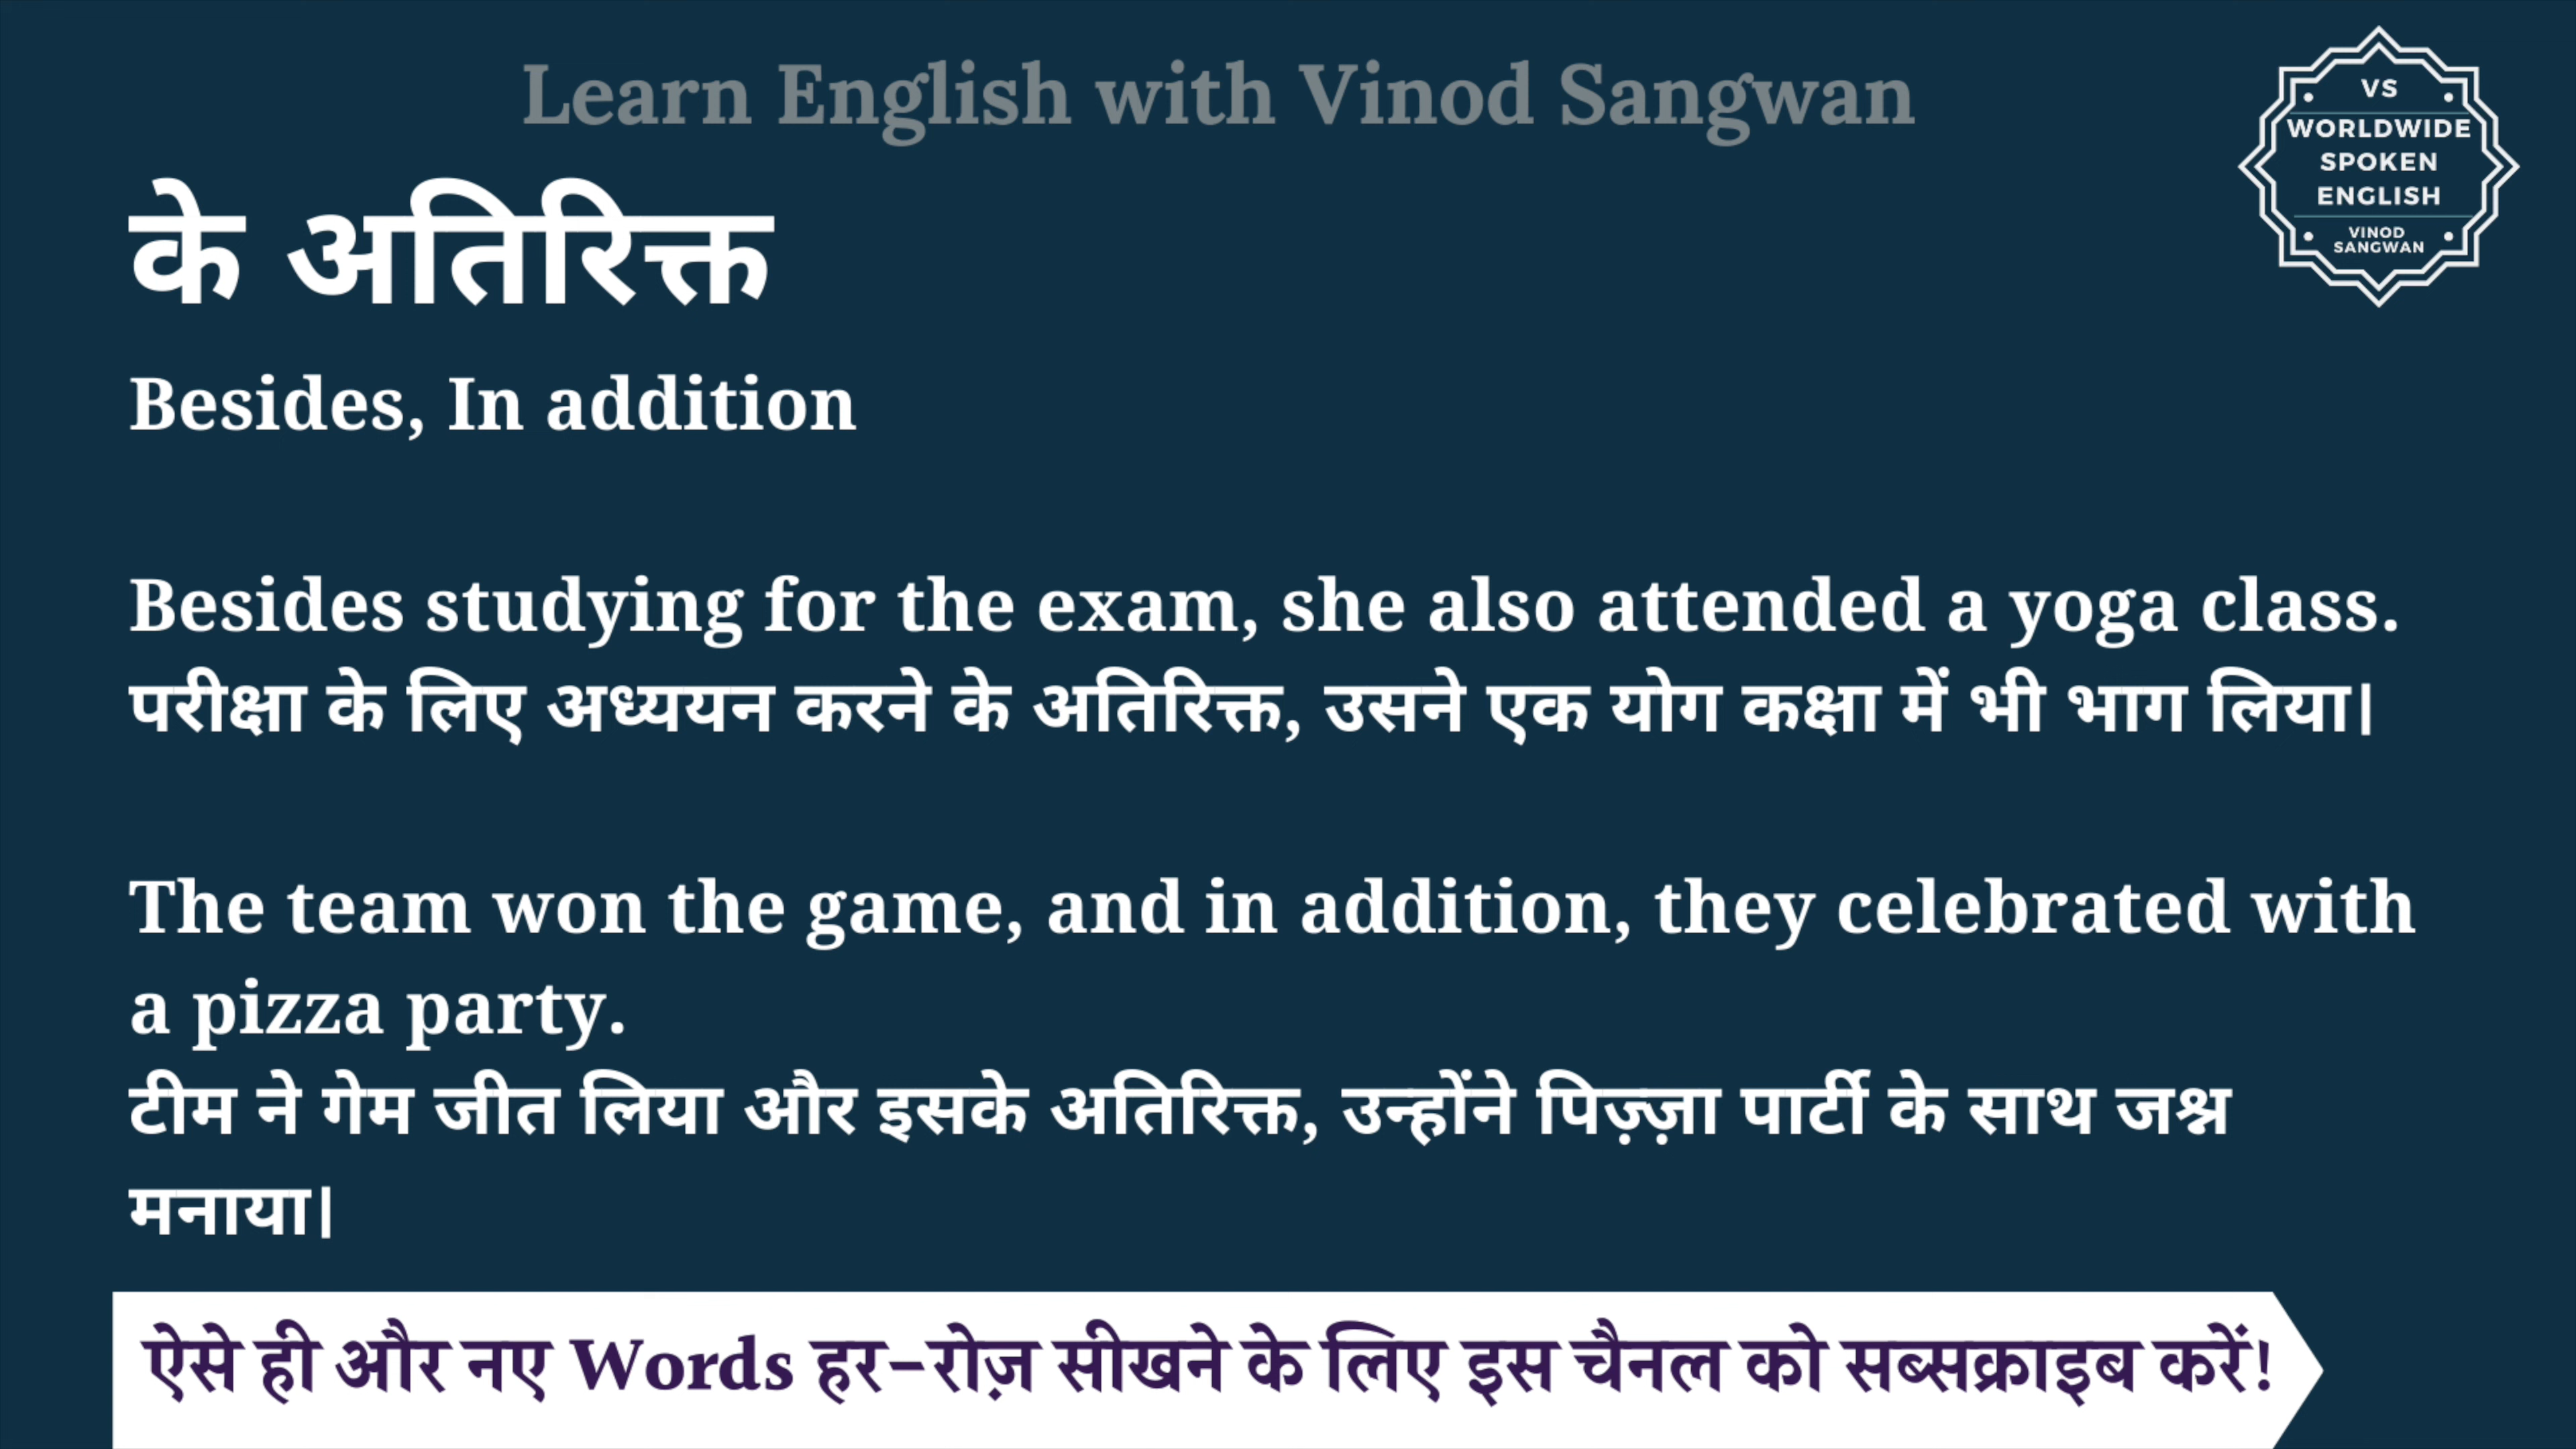 Learn English with Vinod Sangwan
VS
WORLDWIDE
SPOKEN
ENGLISH
VINOD
SANGWAN
के अतिरिक्त
Besides, In addition
Besides studying for the exam, she also attended a yoga class.
परीक्षा के लिए अध्ययन करने के अतिरिक्त, उसने एक योग कक्षा में भी भाग लिया।
The team won the game, and in addition, they celebrated with
a pizza party.
टीम ने गेम जीत लिया और इसके अतिरिक्त, उन्होंने पिज़्ज़ा पार्टी के साथ जश्न
मनाया।
ऐसे ही और नए Words हर-रोज़ सीखने के लिए इस चैनल को सब्सक्राइब करें!